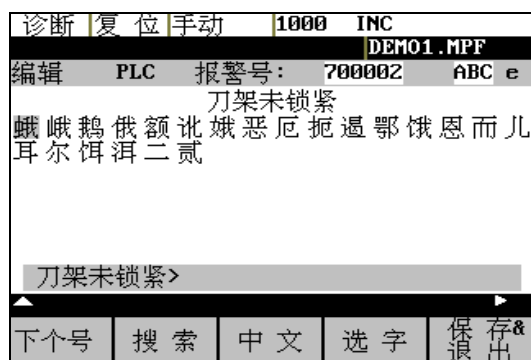 诊断 复 位 手动 1000 INC
DEMO1.MPF
编辑 PLC 报警号: 700002 ABC e
刀架未锁紧
蛾 峨 鹅 俄 额 讹 娥 恶 厄 扼 遏 鄂 饿 恩 而 儿
耳 尔 饵 洱 二 贰
刀架未锁紧>
下个号 搜 索 中 文 选 字 保 存&
退 出